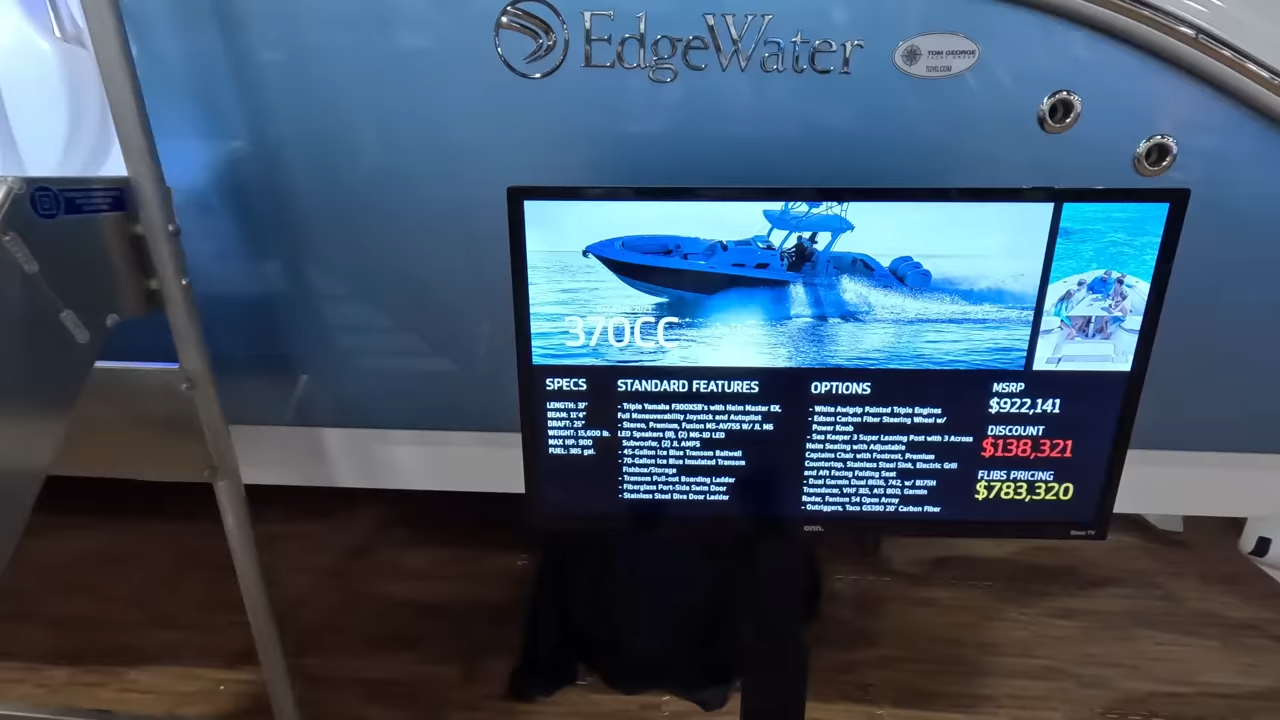 EdgeWater
TOM GEORGE
YACHT GROUP
TGYG.COM
370CC
SPECS
LENGTH: 37'
BEAM: 11'4"
DRAFT: 25"
WEIGHT: 15,600 lb.
MAX HP: 900
FUEL: 385 gal.
STANDARD FEATURES
- Triple Yamaha F300XSB's with Helm Master EX,
Full Maneuverability Joystick and Autopilot
- Stereo, Premium, Fusion MS-AV755 W/ JL M6
LED Speakers (8), (2) M6-10 LED
Subwoofer, (2) JL AMPS
- 45-Gallon Ice Blue Transom Baitwell
- 70-Gallon Ice Blue Insulated Transom
Fishbox/Storage
- Transom Pull-out Boarding Ladder
- Fiberglass Port-Side Swim Door
- Stainless Steel Dive Door Ladder
OPTIONS
- White Awlgrip Painted Triple Engines
- Edson Carbon Fiber Steering Wheel w/
Power Knob
- Sea Keeper 3 Super Leaning Post with 3 Across
Helm Seating with Adjustable
Captains Chair with Footrest, Premium
Countertop, Stainless Steel Sink, Electric Grill
and Aft Facing Folding Seat
- Dual Garmin Dual 8616, 742, w/ B175H
Transducer, VHF 315, AIS 800, Garmin
Radar, Fantom 54 Open Array
- Outriggers, Taco GS390 20' Carbon Fiber
MSRP
$922,141
DISCOUNT
$138,321
FLIBS PRICING
$783,320
onn.
Roku TV